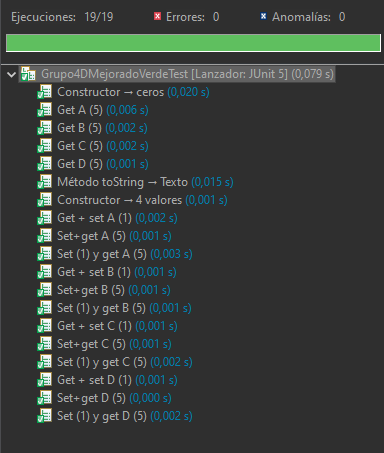 Ejecuciones: 19/19 Errores: 0 Anomalías: 0
Grupo4DMejoradoVerdeTest [Lanzador: JUnit 5] (0,079 s)
Constructor → ceros (0,020 s)
Get A (5) (0,006 s)
Get B (5) (0,002 s)
Get C (5) (0,002 s)
Get D (5) (0,001 s)
Método toString → Texto (0,015 s)
Constructor → 4 valores (0,001 s)
Get + set A (1) (0,002 s)
Set+get A (5) (0,001 s)
Set (1) y get A (5) (0,003 s)
Get + set B (1) (0,001 s)
Set+get B (5) (0,001 s)
Set (1) y get B (5) (0,001 s)
Get + set C (1) (0,001 s)
Set+get C (5) (0,001 s)
Set (1) y get C (5) (0,002 s)
Get + set D (1) (0,001 s)
Set+get D (5) (0,000 s)
Set (1) y get D (5) (0,002 s)